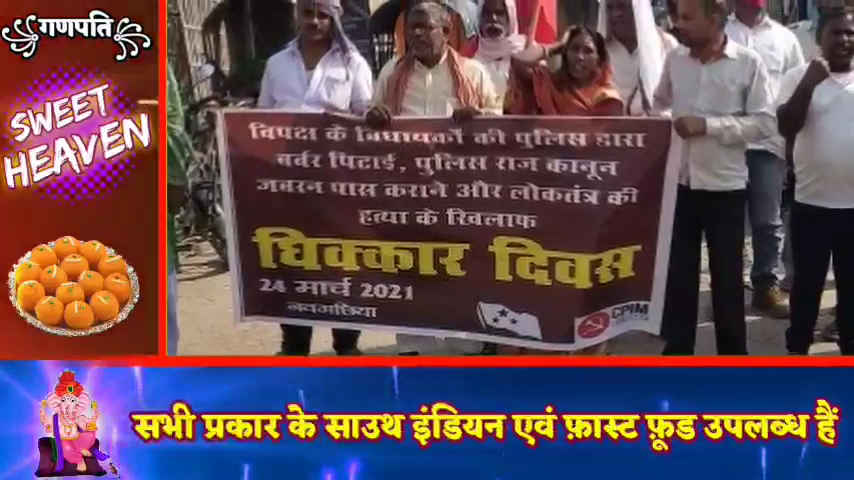 गणपति
SWEET
HEAVEN
विपक्ष के विधायकों की पुलिस द्वारा
बर्बर पिटाई, पुलिस राज कानून
जबरन पास कराने और लोकतंत्र की
हत्या के खिलाफ
धिक्कार दिवस
24 मार्च 2021
नवगछिया
CPIM
सभी प्रकार के साउथ इंडियन एवं फ़ास्ट फ़ूड उपलब्ध हैं